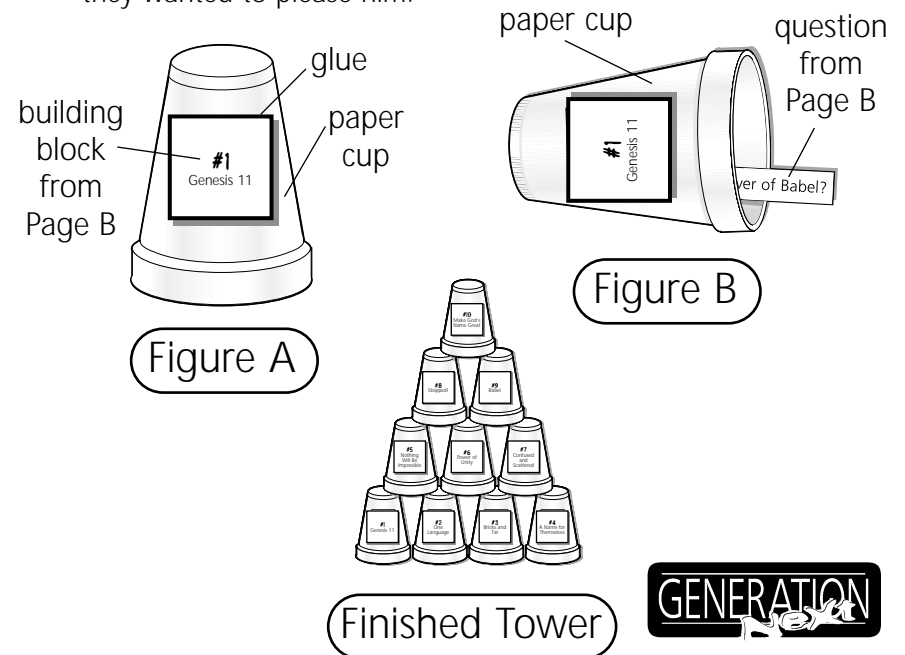 they wanted to please him.
glue
building
block
from
Page B
paper
cup
#1
Genesis 11
Figure A
paper cup
question
from
Page B
#1
Genesis 11
ver of Babel?
Figure B
#10
Make God's
Name Great
#8
Stopped!
#9
Babel
#5
Nothing
Will Be
Impossible
#6
Power of
Unity
#7
Confused
and
Scattered
#1
Genesis 11
#2
One
Language
#3
Bricks and
Tar
#4
A Name for
Themselves
Finished Tower
GENERATION
Next